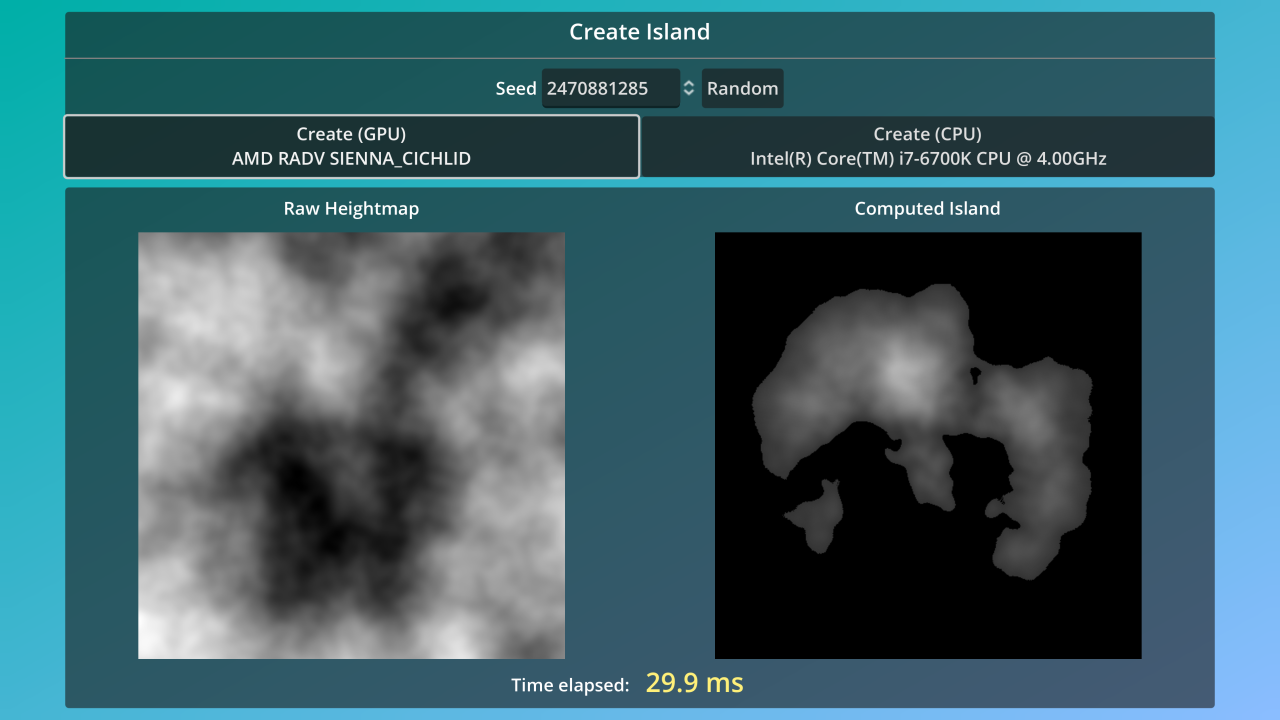 Create Island
Seed 2470881285 Random
Create (GPU)
AMD RADV SIENNA_CICHLID
Create (CPU)
Intel(R) Core(TM) i7-6700K CPU @ 4.00GHz
Raw Heightmap
Computed Island
Time elapsed: 29.9 ms